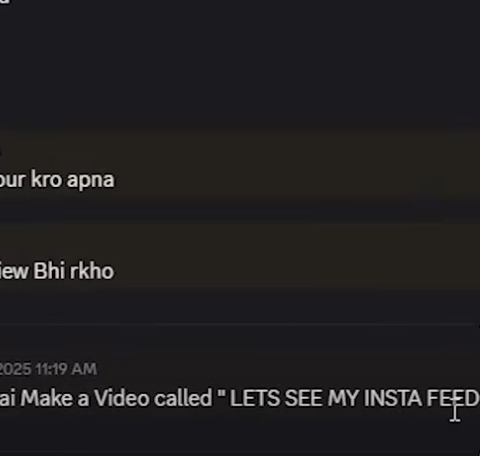 our kro apna
iew Bhi rkho
2025 11:19 AM
ai Make a Video called " LETS SEE MY INSTA FEED